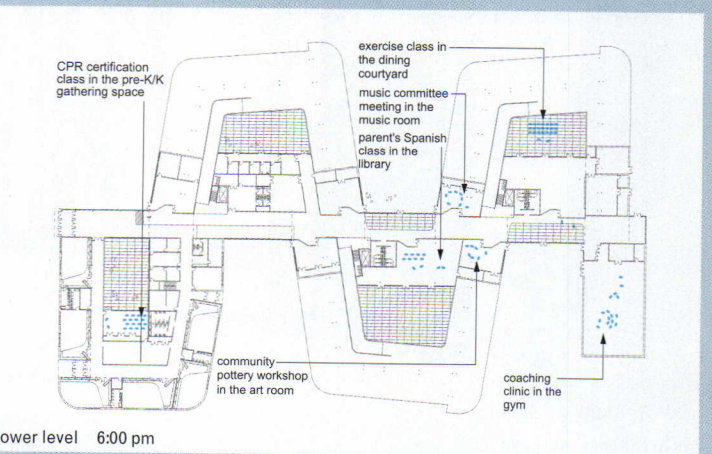 exercise class in
the dining
courtyard
CPR certification
class in the pre-K/K
gathering space
music committee
meeting in the
music room
parent's Spanish
class in the
library
community
pottery workshop
in the art room
coaching
clinic in the
gym
ower level 6:00 pm